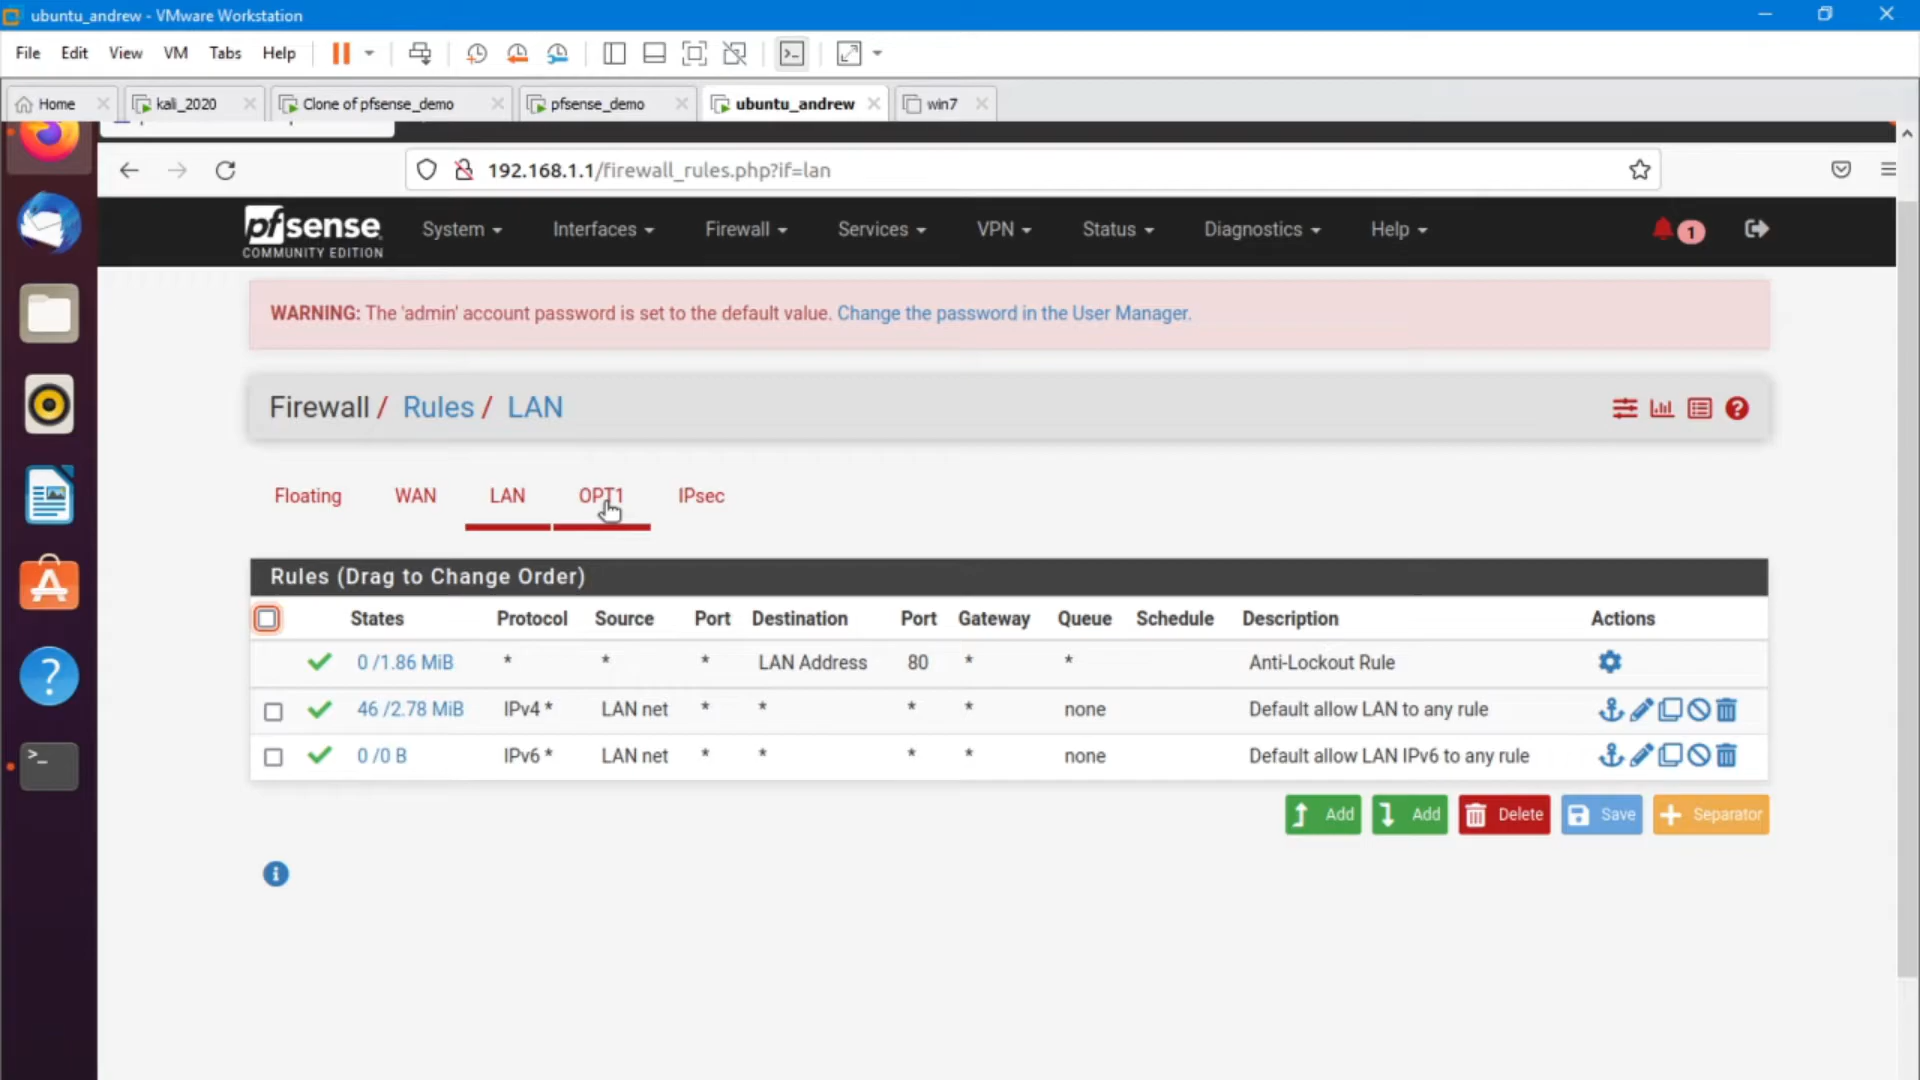 ubuntu_andrew - VMware Workstation
File Edit View VM Tabs Help
Home kali_2020 Clone of pfsense_demo pfsense_demo ubuntu_andrew win7
192.168.1.1/firewall_rules.php?if=lan
pfsense COMMUNITY EDITION System Interfaces Firewall Services VPN Status Diagnostics Help 1
WARNING: The 'admin' account password is set to the default value. Change the password in the User Manager.
Firewall / Rules / LAN
Floating WAN LAN OPT1 IPsec
Rules (Drag to Change Order)
States Protocol Source Port Destination Port Gateway Queue Schedule Description Actions
0 /1.86 MiB * * * LAN Address 80 * * Anti-Lockout Rule
46 /2.78 MiB IPv4 * LAN net * * * * none Default allow LAN to any rule
0 /0 B IPv6 * LAN net * * * * none Default allow LAN IPv6 to any rule
Add Add Delete Save Separator